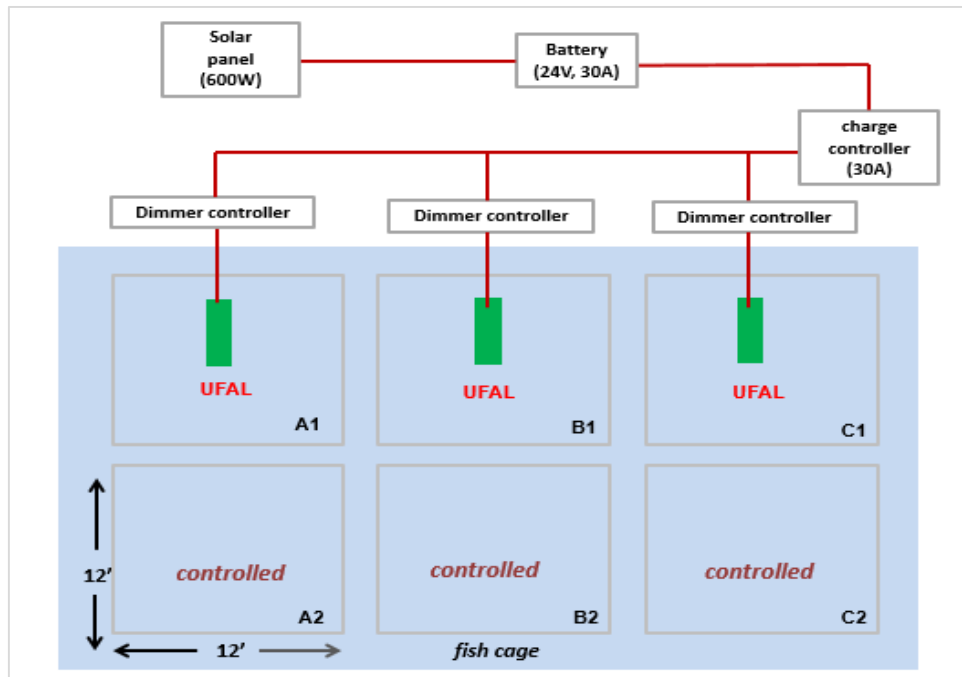 Solar
panel
(600W)
Battery
(24V, 30A)
charge
controller
(30A)
Dimmer controller
Dimmer controller
Dimmer controller
UFAL
A1
UFAL
B1
UFAL
C1
12’
controlled
A2
controlled
B2
controlled
C2
12’
fish cage